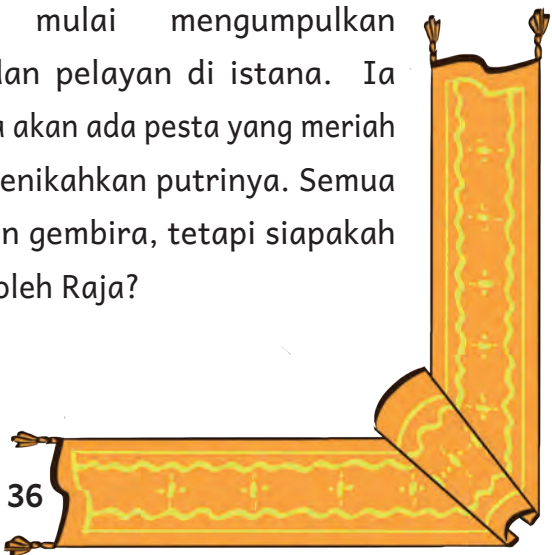 mulai mengumpulkan
dan pelayan di istana. Ia
akan ada pesta yang meriah
enikahkan putrinya. Semua
n gembira, tetapi siapakah
oleh Raja?
36